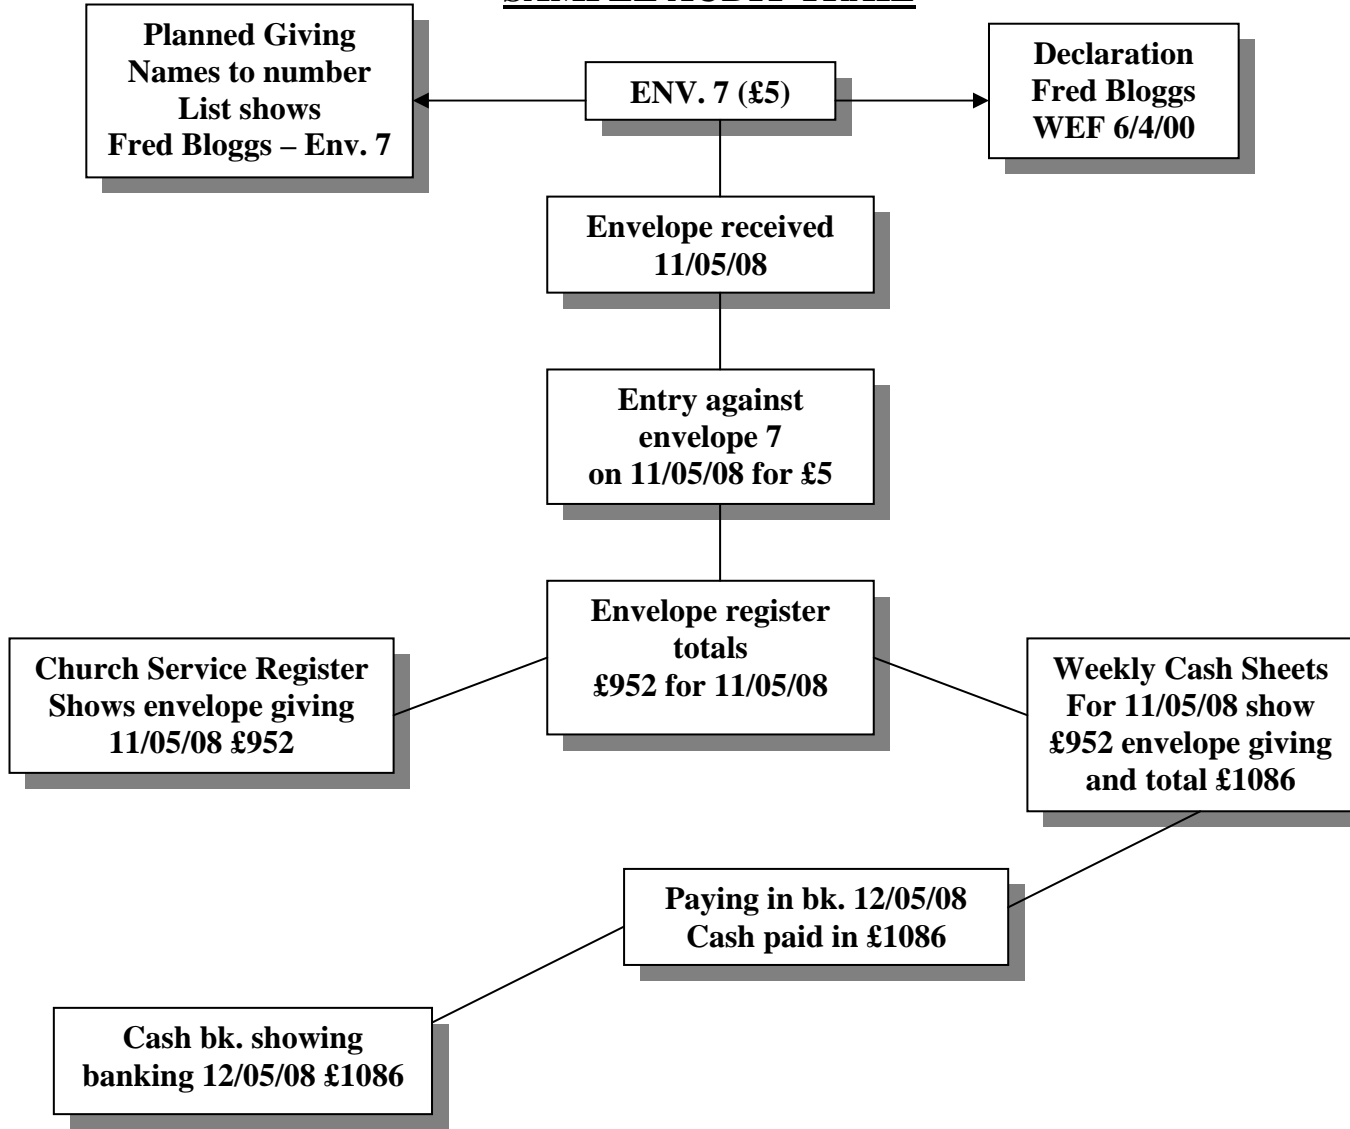 Planned Giving
Names to number
List shows
Fred Bloggs – Env. 7
ENV. 7 (£5)
Declaration
Fred Bloggs
WEF 6/4/00
Envelope received
11/05/08
Entry against
envelope 7
on 11/05/08 for £5
Envelope register
totals
£952 for 11/05/08
Church Service Register
Shows envelope giving
11/05/08 £952
Weekly Cash Sheets
For 11/05/08 show
£952 envelope giving
and total £1086
Paying in bk. 12/05/08
Cash paid in £1086
Cash bk. showing
banking 12/05/08 £1086